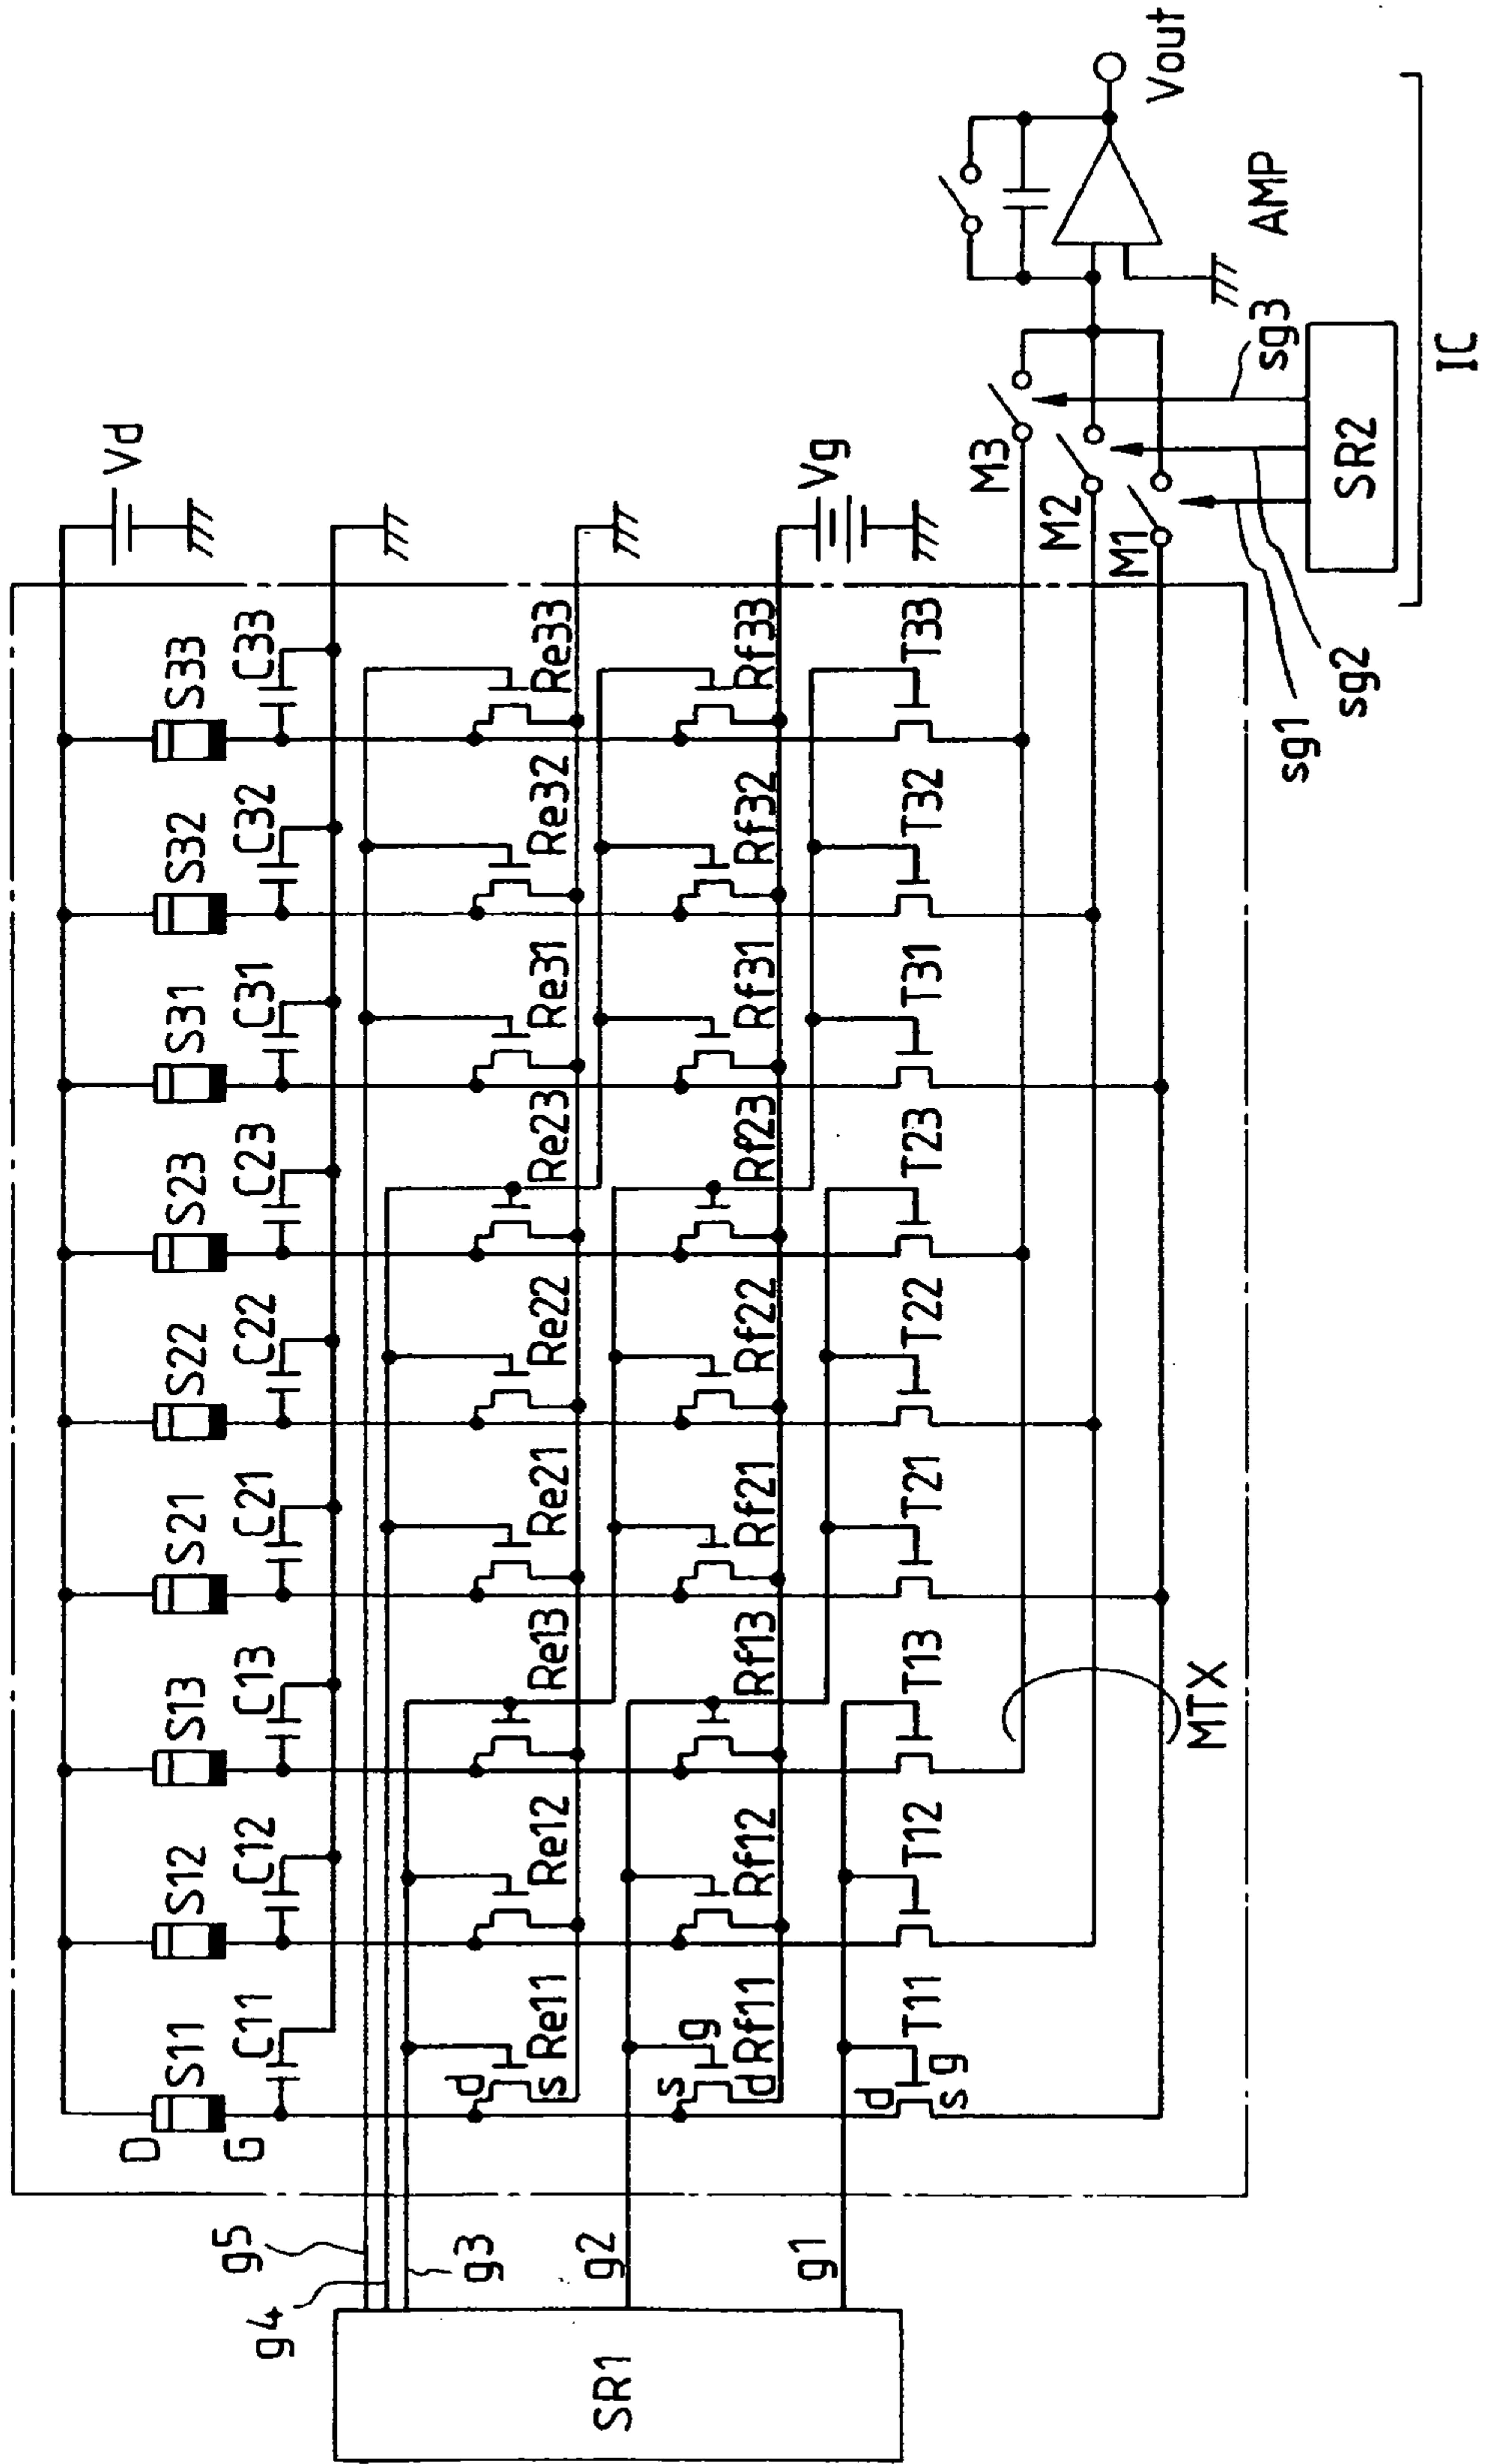 Vd
S11 S12 S13 S21 S22 S23 S31 S32 S33
D
C11 C12 C13 C21 C22 C23 C31 C32 C33
G
g5
g4
g3
d
s
Re11 Re12 Re13 Re21 Re22 Re23 Re31 Re32 Re33
SR1
g2
s
g
d
Rf11 Rf12 Rf13 Rf21 Rf22 Rf23 Rf31 Rf32 Rf33
Vg
g1
d
g
s
T11 T12 T13 T21 T22 T23 T31 T32 T33
M3
M2
M1
MTX
Vout
AMP
sg3
sg1
sg2
SR2
IC